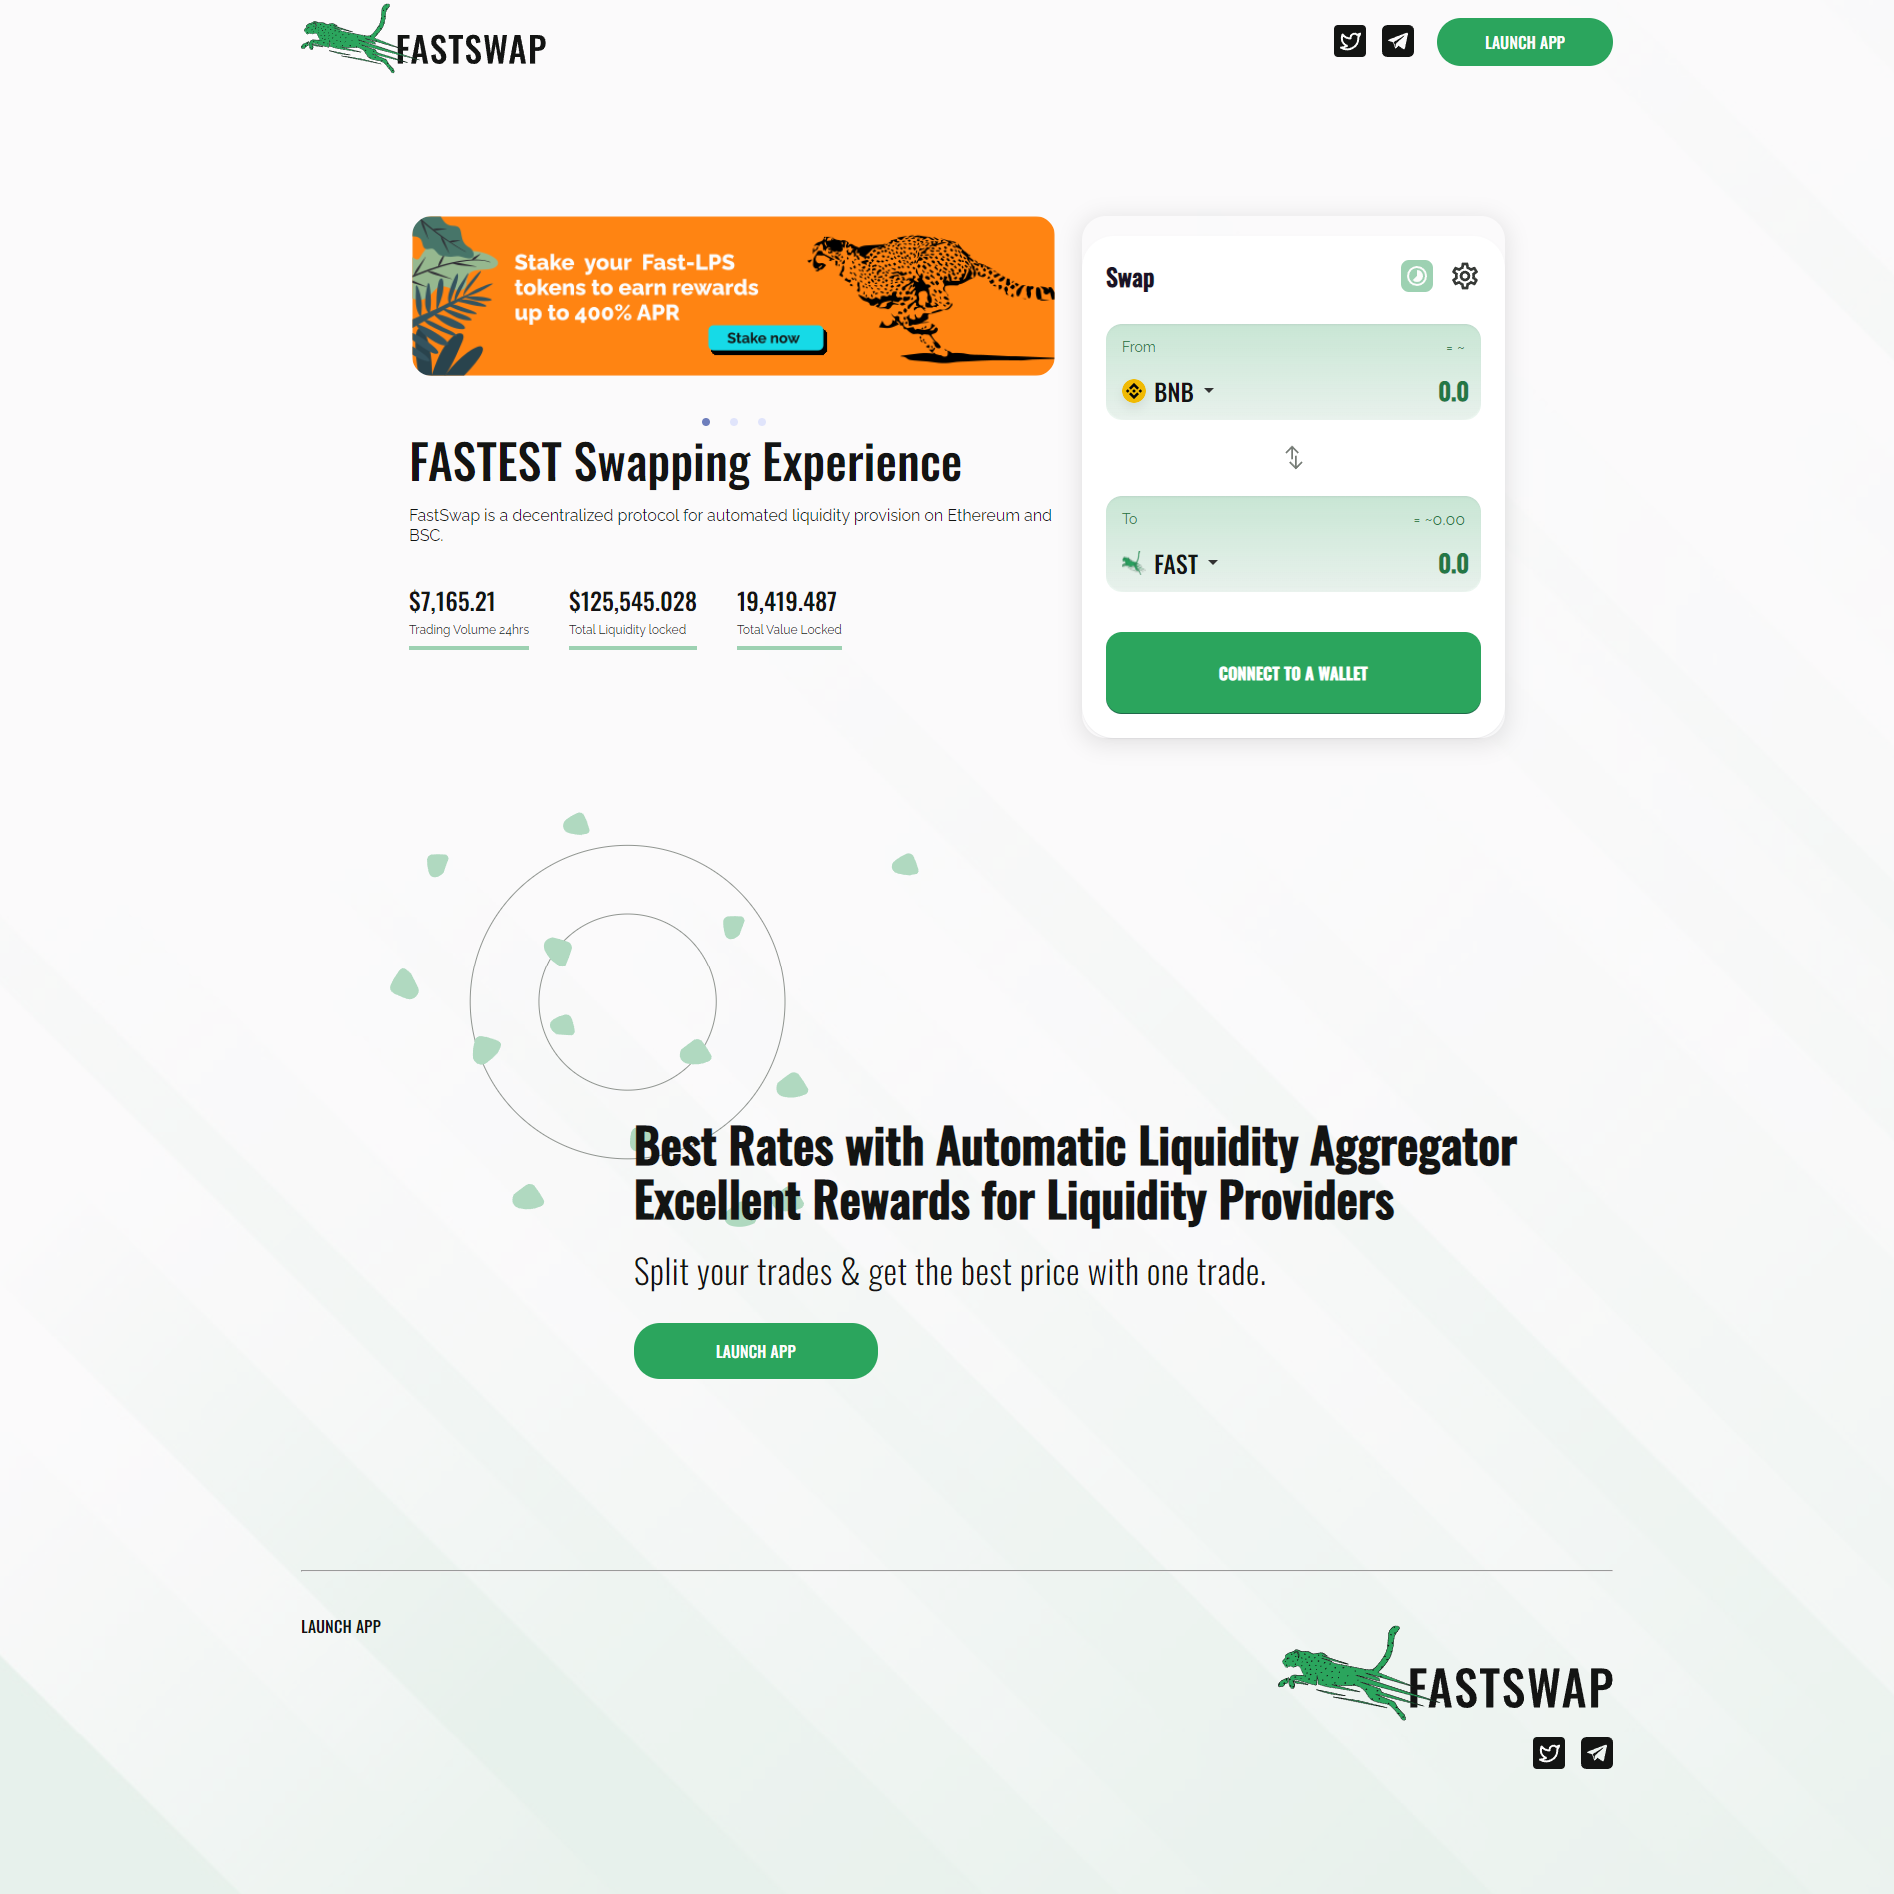 FASTSWAP
LAUNCH APP
Stake your Fast-LPS
tokens to earn rewards
up to 400% APR
Stake now
FASTEST Swapping Experience
FastSwap is a decentralized protocol for automated liquidity provision on Ethereum and
BSC.
$7,165.21
Trading Volume 24hrs
$125,545.028
Total Liquidity locked
19,419.487
Total Value Locked
Swap
From
= ~
BNB
0.0
To
= ~0.00
FAST
0.0
CONNECT TO A WALLET
Best Rates with Automatic Liquidity Aggregator
Excellent Rewards for Liquidity Providers
Split your trades & get the best price with one trade.
LAUNCH APP
LAUNCH APP
FASTSWAP